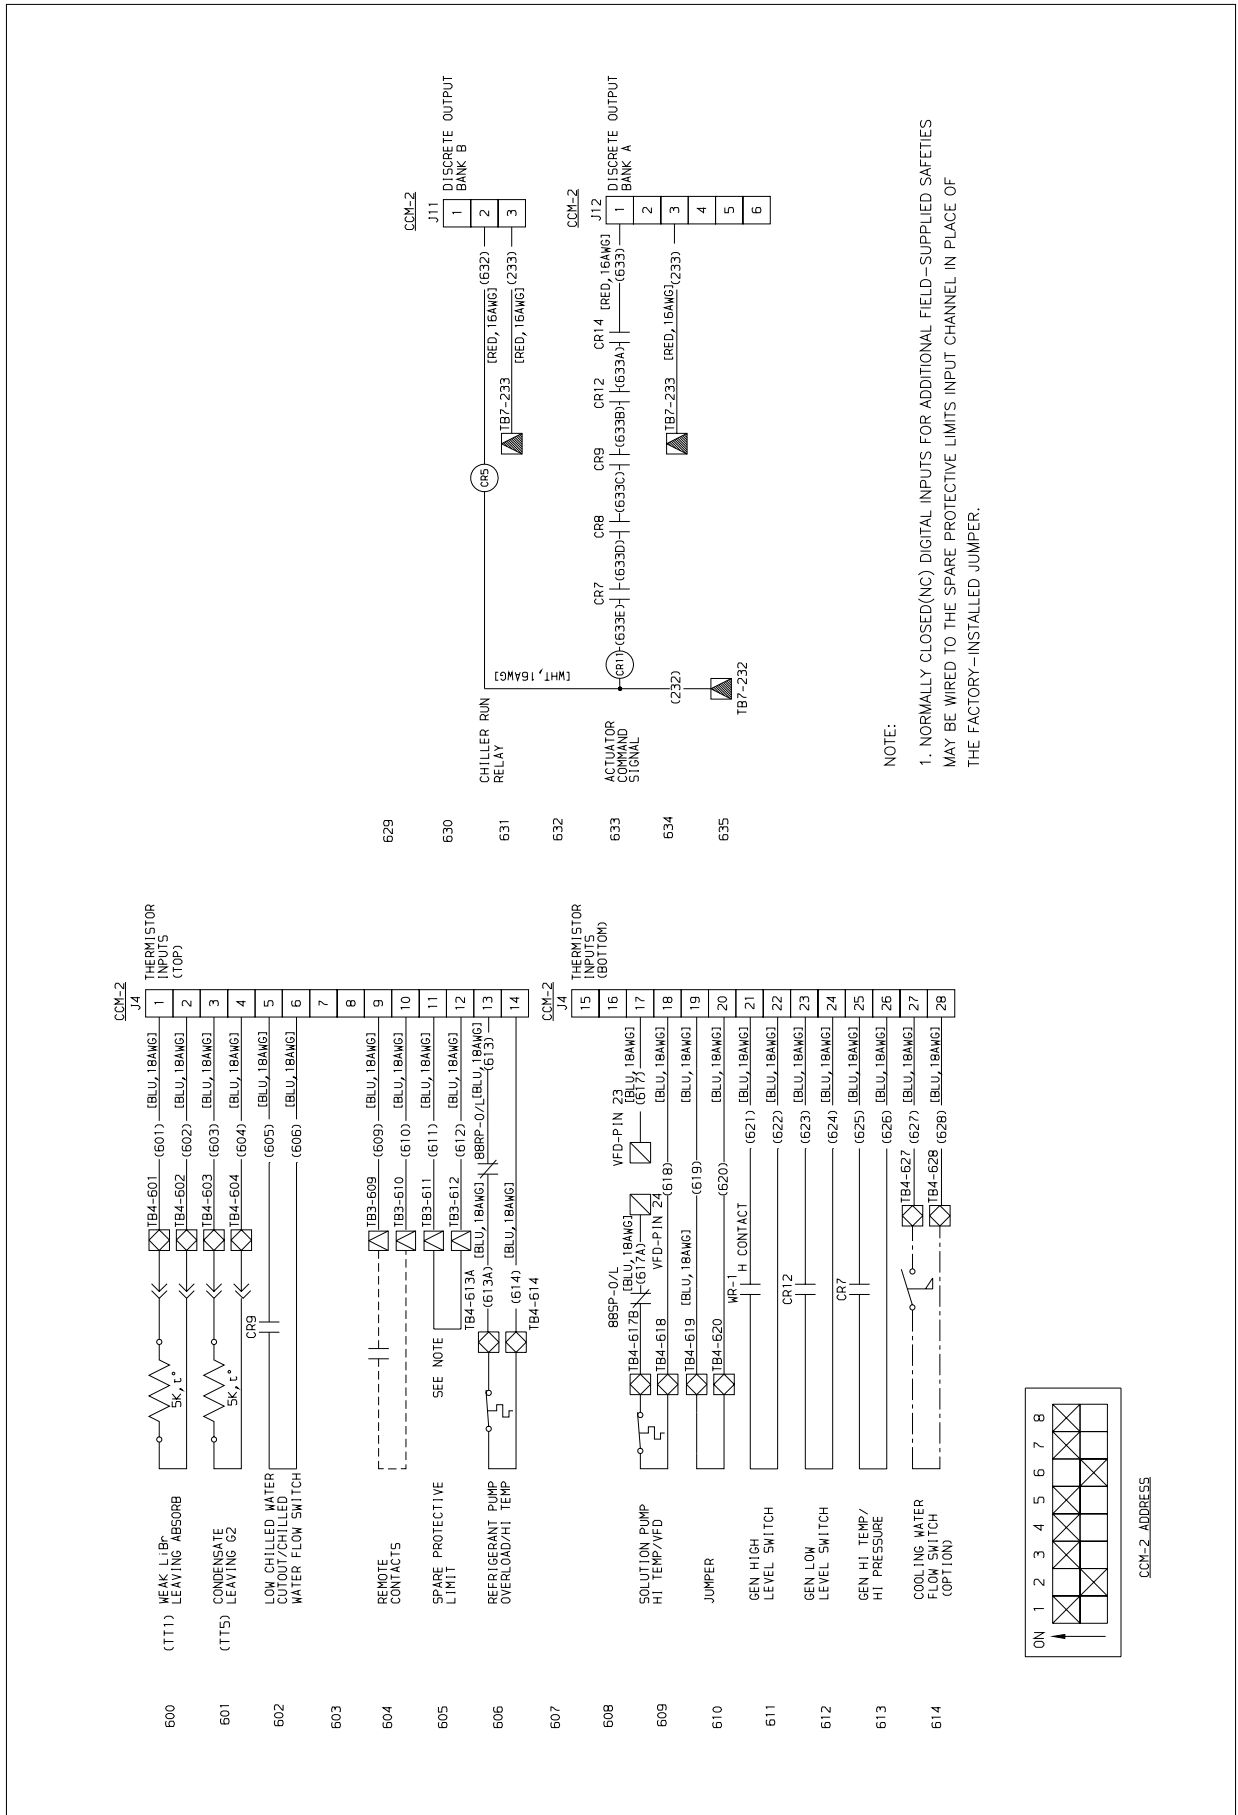 CCM-2
J4
THERMISTOR
INPUTS
(TOP)
600
(TT1) WEAK LiBr
LEAVING ABSORB
5K,t°
TB4-601 (601) [BLU,18AWG] 1
TB4-602 (602) [BLU,18AWG] 2
601
(TT5) CONDENSATE
LEAVING G2
5K,t°
TB4-603 (603) [BLU,18AWG] 3
TB4-604 (604) [BLU,18AWG] 4
602
LOW CHILLED WATER
CUTOUT/CHILLED
WATER FLOW SWITCH
CR9
(605) [BLU,18AWG] 5
(606) [BLU,18AWG] 6
603
7
8
604
REMOTE
CONTACTS
TB3-609 (609) [BLU,18AWG] 9
TB3-610 (610) [BLU,18AWG] 10
605
SPARE PROTECTIVE
LIMIT
SEE NOTE
TB3-611 (611) [BLU,18AWG] 11
TB3-612 (612) [BLU,18AWG] 12
606
REFRIGERANT PUMP
OVERLOAD/HI TEMP
TB4-613A (613A) [BLU,18AWG] 88RP-O/L [BLU,18AWG] (613) 13
TB4-614 (614) [BLU,18AWG] 14
607
CCM-2
J4
THERMISTOR
INPUTS
(BOTTOM)
608
15
16
609
SOLUTION PUMP
HI TEMP/VFD
88SP-O/L
TB4-617B [BLU,18AWG] (617A) VFD-PIN 24 VFD-PIN 23 (617) [BLU,18AWG] 17
TB4-618 (618) [BLU,18AWG] 18
610
JUMPER
TB4-619 [BLU,18AWG] (619) [BLU,18AWG] 19
TB4-620 (620) [BLU,18AWG] 20
611
GEN HIGH
LEVEL SWITCH
WR-1 H CONTACT
(621) [BLU,18AWG] 21
(622) [BLU,18AWG] 22
612
GEN LOW
LEVEL SWITCH
CR12
(623) [BLU,18AWG] 23
(624) [BLU,18AWG] 24
613
GEN HI TEMP/
HI PRESSURE
CR7
(625) [BLU,18AWG] 25
(626) [BLU,18AWG] 26
614
COOLING WATER
FLOW SWITCH
(OPTION)
TB4-627 (627) [BLU,18AWG] 27
TB4-628 (628) [BLU,18AWG] 28
ON
1 2 3 4 5 6 7 8
CCM-2 ADDRESS
629
630
631
632
633
634
635
CCM-2
J11
DISCRETE OUTPUT
BANK B
1
CHILLER RUN
RELAY
CR5
[RED,16AWG] (632) 2
TB7-233 [RED,16AWG] (233) 3
[WHT,16AWG]
CCM-2
J12
DISCRETE OUTPUT
BANK A
ACTUATOR
COMMAND
SIGNAL
CR11 (633E) CR7 (633D) CR8 (633C) CR9 (633B) CR12 (633A) CR14 [RED,16AWG] (633) 1
2
TB7-233 [RED,16AWG] (233) 3
4
5
6
(232)
TB7-232
NOTE:
1. NORMALLY CLOSED(NC) DIGITAL INPUTS FOR ADDITIONAL FIELD-SUPPLIED SAFETIES
MAY BE WIRED TO THE SPARE PROTECTIVE LIMITS INPUT CHANNEL IN PLACE OF
THE FACTORY-INSTALLED JUMPER.